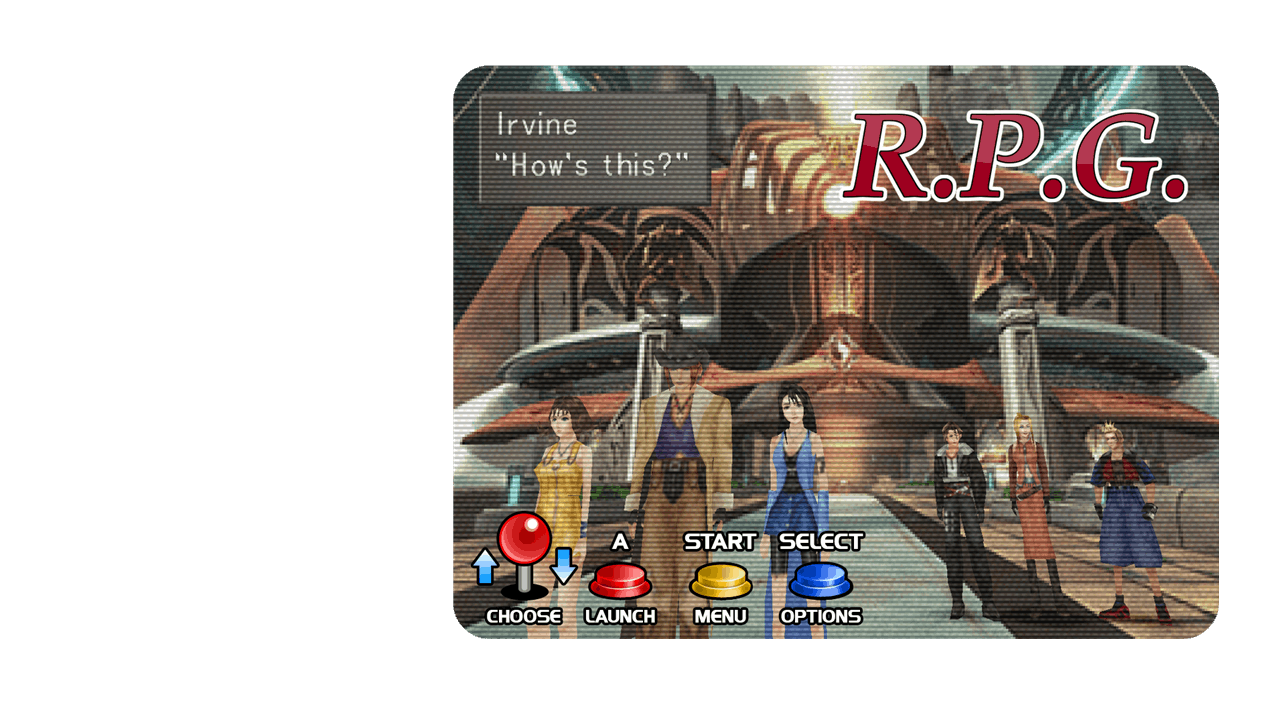 Irvine
"How's this?"
R.P.G.
A START SELECT
CHOOSE LAUNCH MENU OPTIONS